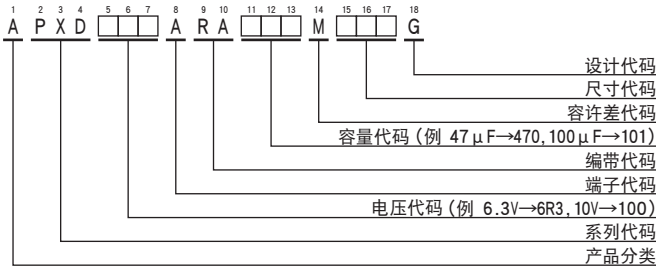 1 2 3 4 5 6 7 8 9 10 11 12 13 14 15 16 17 18
A PXD □□□ A RA □□□ M □□□ G
设计代码
尺寸代码
容许差代码
容量代码(例 47μF→470,100μF→101)
编带代码
端子代码
电压代码(例 6.3V→6R3,10V→100)
系列代码
产品分类